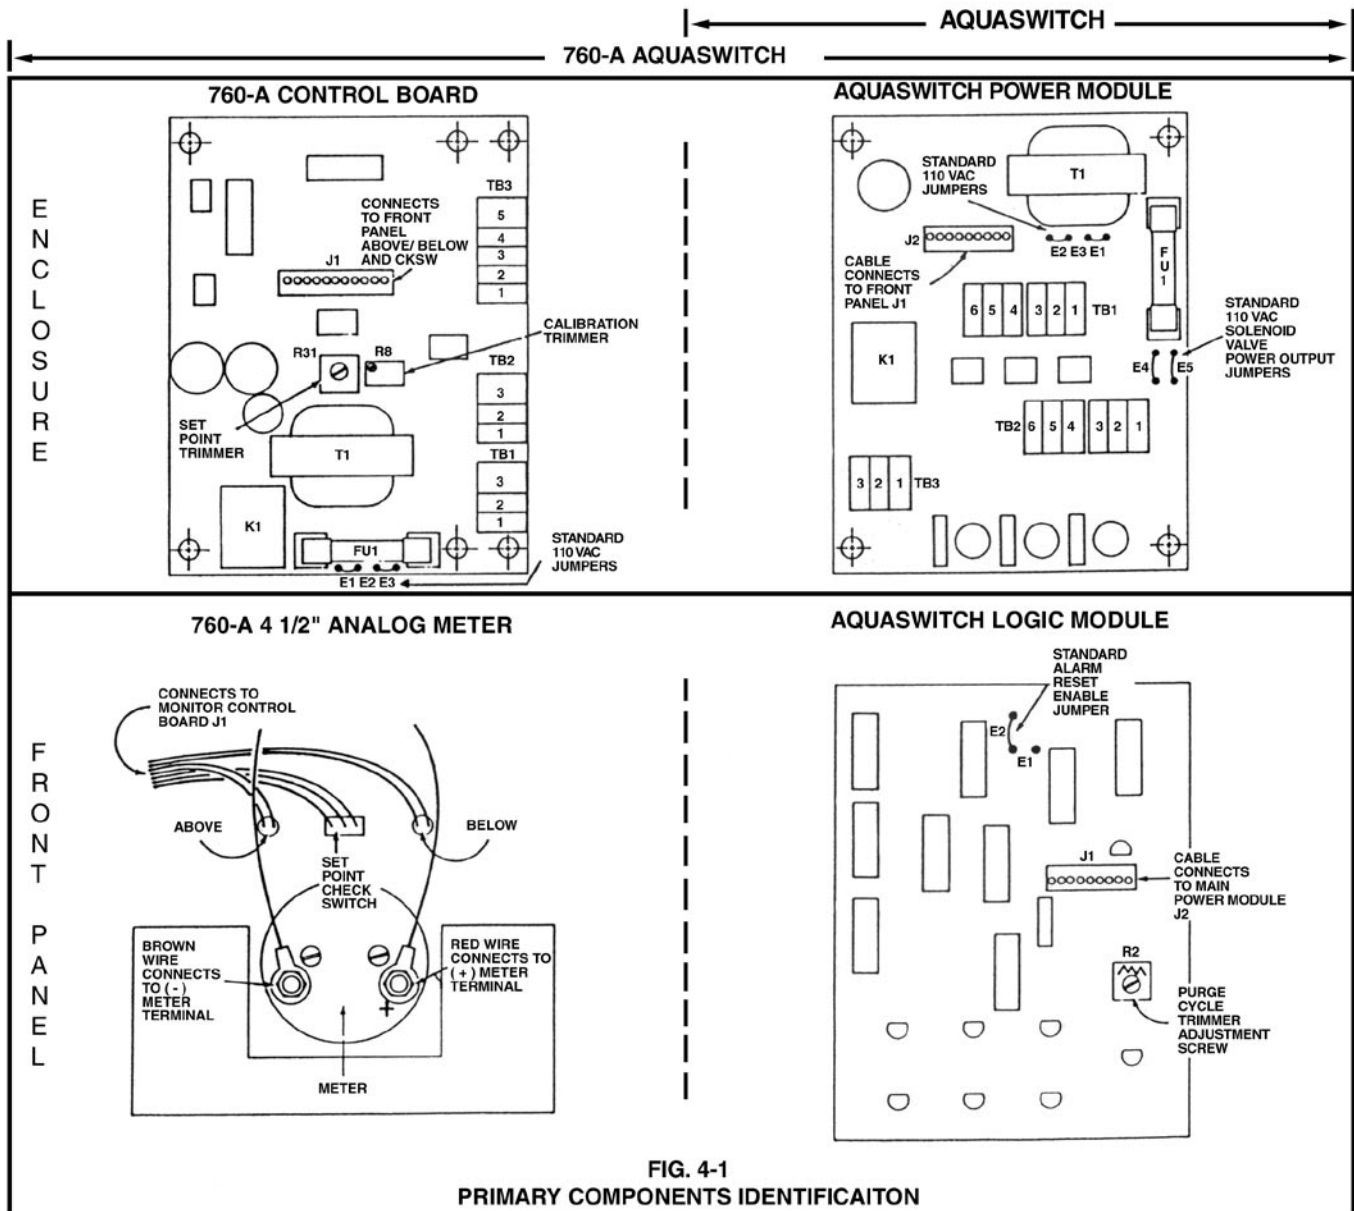 AQUASWITCH
760-A AQUASWITCH
ENCLOSURE
760-A CONTROL BOARD
CONNECTS
TO FRONT
PANEL
ABOVE/ BELOW
AND CKSW
J1
TB3
5
4
3
2
1
CALIBRATION
TRIMMER
R31
R8
TB2
3
2
1
SET
POINT
TRIMMER
T1
TB1
3
2
1
K1
FU1
E1 E2 E3
STANDARD
110 VAC
JUMPERS
AQUASWITCH POWER MODULE
STANDARD
110 VAC
JUMPERS
T1
J2
E2 E3 E1
FU1
CABLE
CONNECTS
TO FRONT
PANEL J1
6 5 4 3 2 1 TB1
STANDARD
110 VAC
SOLENOID
VALVE
POWER OUTPUT
JUMPERS
K1
E4 E5
TB2 6 5 4 3 2 1
3 2 1 TB3
FRONT PANEL
760-A 4 1/2" ANALOG METER
CONNECTS TO
MONITOR CONTROL
BOARD J1
ABOVE
BELOW
SET
POINT
CHECK
SWITCH
BROWN
WIRE
CONNECTS
TO ( - )
METER
TERMINAL
RED WIRE
CONNECTS TO
( + ) METER
TERMINAL
+
METER
AQUASWITCH LOGIC MODULE
STANDARD
ALARM
RESET
ENABLE
JUMPER
E2
E1
J1
CABLE
CONNECTS
TO MAIN
POWER MODULE
J2
R2
PURGE
CYCLE
TRIMMER
ADJUSTMENT
SCREW
FIG. 4-1
PRIMARY COMPONENTS IDENTIFICAITON